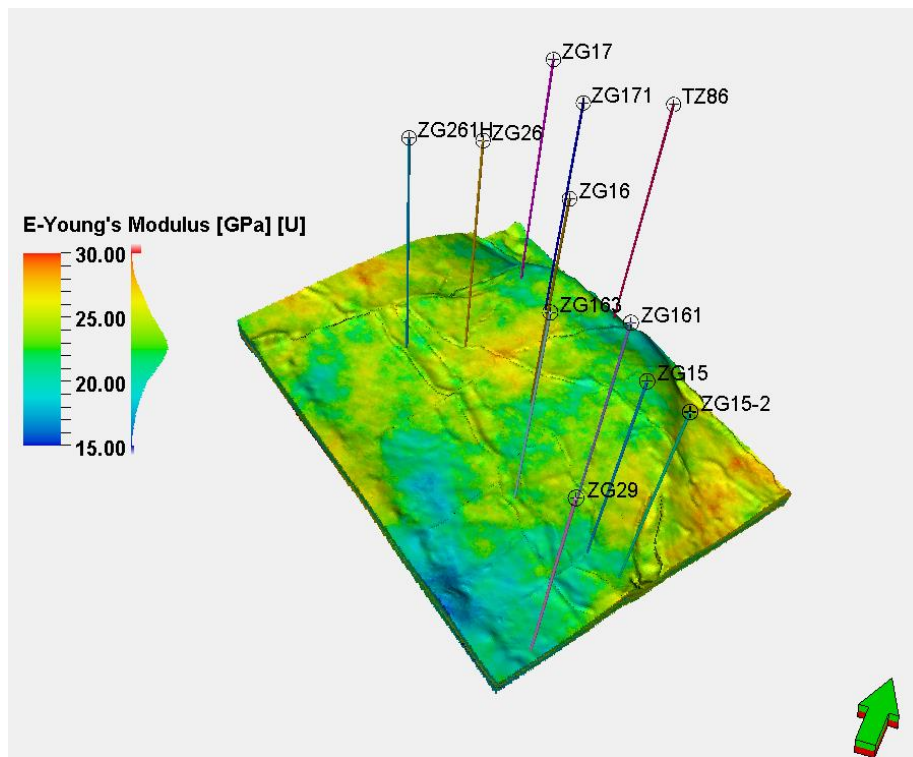 ZG17
ZG171
TZ86
ZG261H
ZG26
ZG16
E-Young's Modulus [GPa] [U]
30.00
25.00
20.00
15.00
ZG163
ZG161
ZG15
ZG15-2
ZG29